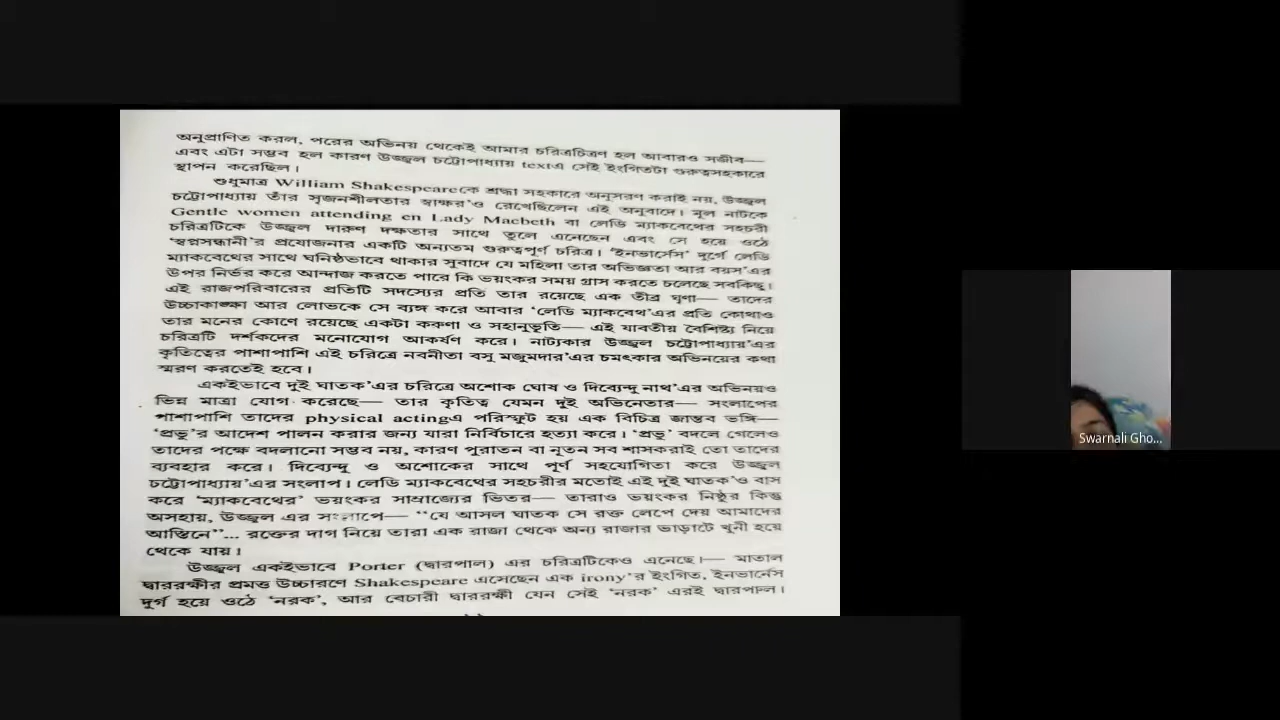 অনুপ্রাণিত করল, পরের অভিনয় থেকেই আমার চরিত্রচিত্রণ হল আবারও সজীব—
এবং এটা সম্ভব হল কারণ উজ্জ্বল চট্টোপাধ্যায় textএ সেই ইংগিতটা গুরুত্বসহকারে
স্থাপন করেছিল।
শুধুমাত্র William Shakespeareকে শ্রদ্ধা সহকারে অনুসরণ করাই নয়, উজ্জ্বল
চট্টোপাধ্যায় তাঁর সৃজনশীলতার স্বাক্ষর'ও রেখেছিলেন এই অনুবাদে। মূল নাটকে
Gentle women attending en Lady Macbeth বা লেডি ম্যাকবেথের সহচরী
চরিত্রটিকে উজ্জ্বল দারুণ দক্ষতার সাথে তুলে এনেছেন এবং সে হয়ে ওঠে
'স্বপ্নসন্ধানী'র প্রযোজনার একটি অন্যতম গুরুত্বপূর্ণ চরিত্র। 'ইনভার্সেস' দুর্গে লেডি
ম্যাকবেথের সাথে ঘনিষ্ঠভাবে থাকার সুবাদে যে মহিলা তার অভিজ্ঞতা আর বয়স'এর
উপর নির্ভর করে আন্দাজ করতে পারে কি ভয়ংকর সময় গ্রাস করতে চলেছে সবকিছু।
এই রাজপরিবারের প্রতিটি সদস্যের প্রতি তার রয়েছে এক তীব্র ঘৃণা— তাদের
উচ্চাকাঙ্ক্ষা আর লোভকে সে ব্যঙ্গ করে আবার 'লেডি ম্যাকবেথ'এর প্রতি কোথাও
তার মনের কোণে রয়েছে একটা করুণা ও সহানুভূতি— এই যাবতীয় বৈশিষ্ট্য নিয়ে
চরিত্রটি দর্শকদের মনোযোগ আকর্ষণ করে। নাট্যকার উজ্জ্বল চট্টোপাধ্যায়'এর
কৃতিত্বের পাশাপাশি এই চরিত্রে নবনীতা বসু মজুমদার'এর চমৎকার অভিনয়ের কথা
স্মরণ করতেই হবে।
একইভাবে দুই ঘাতক'এর চরিত্রে অশোক ঘোষ ও দিব্যেন্দু নাথ'এর অভিনয়ও
ভিন্ন মাত্রা যোগ করেছে— তার কৃতিত্ব যেমন দুই অভিনেতার— সংলাপের
পাশাপাশি তাদের physical actingএ পরিস্ফুট হয় এক বিচিত্র জান্তব ভঙ্গি—
'প্রভু'র আদেশ পালন করার জন্য যারা নির্বিচারে হত্যা করে। 'প্রভু' বদলে গেলেও
তাদের পক্ষে বদলানো সম্ভব নয়, কারণ পুরাতন বা নূতন সব শাসকরাই তো তাদের
ব্যবহার করে। দিব্যেন্দু ও অশোকের সাথে পূর্ণ সহযোগিতা করে উজ্জ্বল
চট্টোপাধ্যায়'এর সংলাপ। লেডি ম্যাকবেথের সহচরীর মতোই এই দুই ঘাতক'ও বাস
করে 'ম্যাকবেথের' ভয়ংকর সাম্রাজ্যের ভিতর— তারাও ভয়ংকর নিষ্ঠুর কিন্তু
অসহায়, উজ্জ্বল এর সংলাপে— "যে আসল ঘাতক সে রক্ত লেপে দেয় আমাদের
আস্তিনে"... রক্তের দাগ নিয়ে তারা এক রাজা থেকে অন্য রাজার ভাড়াটে খুনী হয়ে
থেকে যায়।
উজ্জ্বল একইভাবে Porter (দ্বারপাল) এর চরিত্রটিকেও এনেছে।— মাতাল
দ্বাররক্ষীর প্রমত্ত উচ্চারণে Shakespeare এসেছেন এক irony'র ইংগিত, ইনভার্নেস
দুর্গ হয়ে ওঠে 'নরক', আর বেচারী দ্বাররক্ষী যেন সেই 'নরক' এরই দ্বারপাল।
Swarnali Gho...